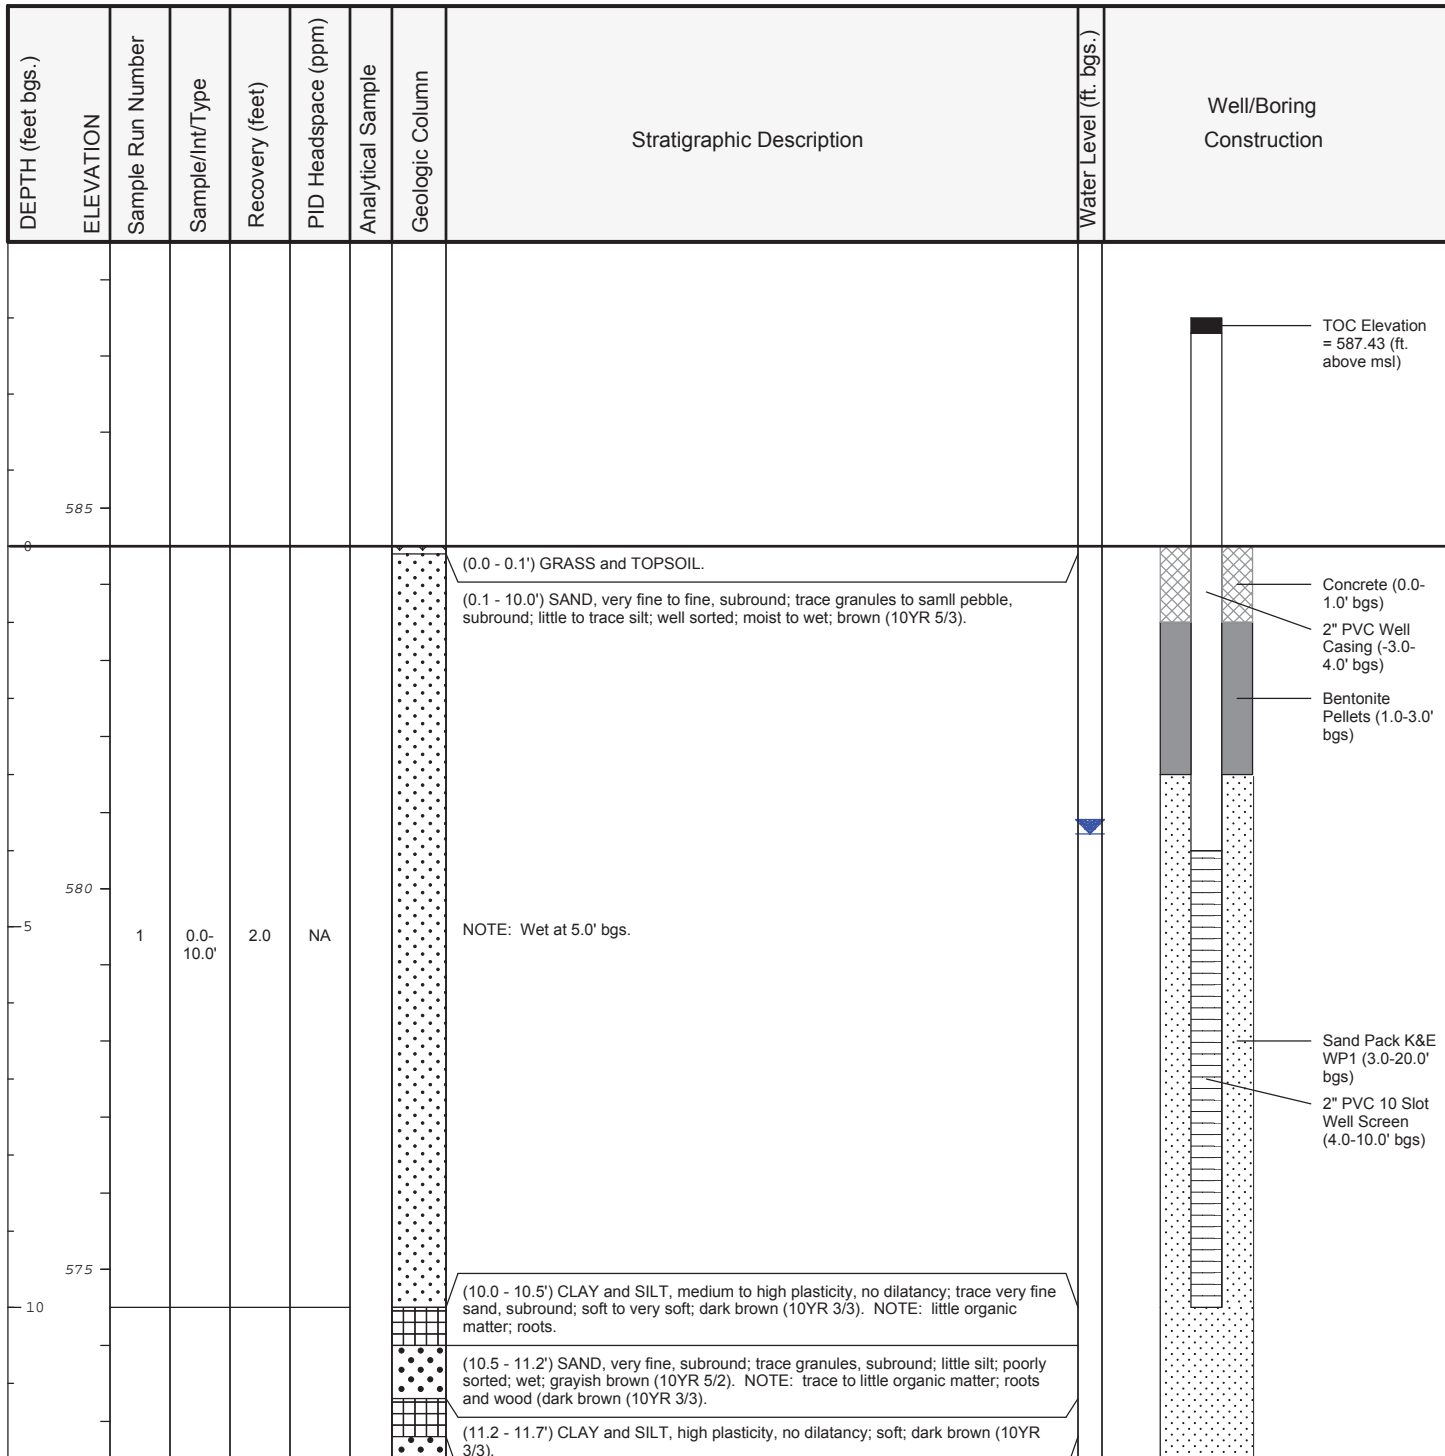 DEPTH (feet bgs.)
ELEVATION
Sample Run Number
Sample/Int/Type
Recovery (feet)
PID Headspace (ppm)
Analytical Sample
Geologic Column
Stratigraphic Description
Water Level (ft. bgs.)
Well/Boring
Construction
TOC Elevation
= 587.43 (ft.
above msl)
585
0
(0.0 - 0.1') GRASS and TOPSOIL.
(0.1 - 10.0') SAND, very fine to fine, subround; trace granules to samll pebble,
subround; little to trace silt; well sorted; moist to wet; brown (10YR 5/3).
Concrete (0.0-
1.0' bgs)
2" PVC Well
Casing (-3.0-
4.0' bgs)
Bentonite
Pellets (1.0-3.0'
bgs)
580
5
1
0.0-
10.0'
2.0
NA
NOTE: Wet at 5.0' bgs.
Sand Pack K&E
WP1 (3.0-20.0'
bgs)
2" PVC 10 Slot
Well Screen
(4.0-10.0' bgs)
575
10
(10.0 - 10.5') CLAY and SILT, medium to high plasticity, no dilatancy; trace very fine
sand, subround; soft to very soft; dark brown (10YR 3/3). NOTE: little organic
matter; roots.
(10.5 - 11.2') SAND, very fine, subround; trace granules, subround; little silt; poorly
sorted; wet; grayish brown (10YR 5/2). NOTE: trace to little organic matter; roots
and wood (dark brown (10YR 3/3).
(11.2 - 11.7') CLAY and SILT, high plasticity, no dilatancy; soft; dark brown (10YR
3/3).